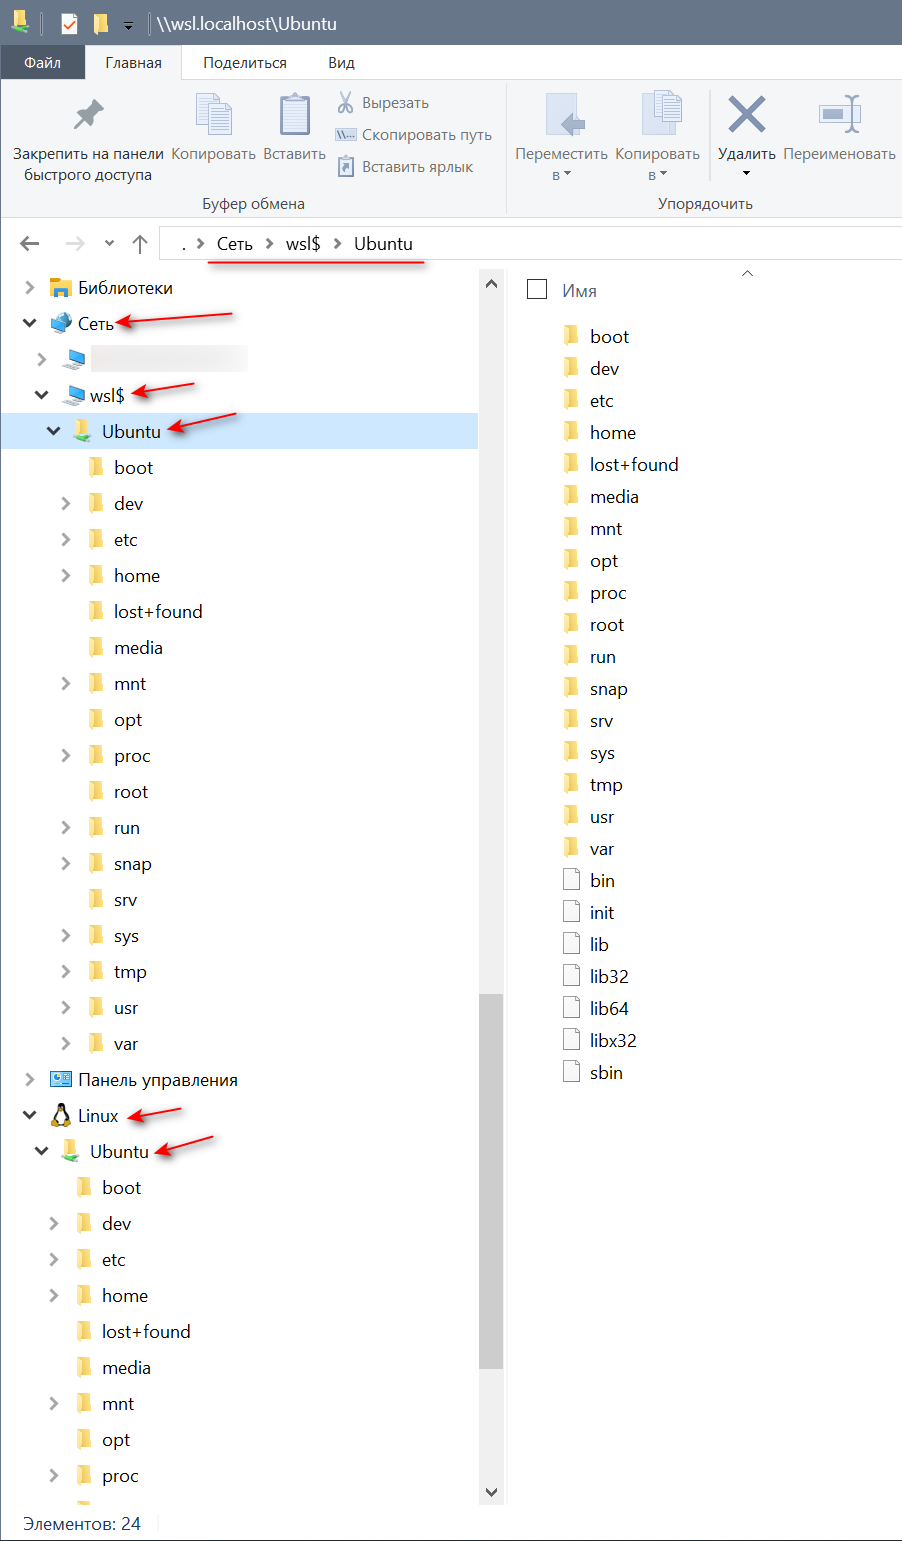 \\wsl.localhost\Ubuntu
Файл Главная Поделиться Вид
Закрепить на панели быстрого доступа
Копировать
Вставить
Вырезать
\\... Скопировать путь
Вставить ярлык
Переместить в
Копировать в
Удалить
Переименовать
Буфер обмена
Упорядочить
. Сеть wsl$ Ubuntu
Библиотеки
Сеть
wsl$
Ubuntu
boot
dev
etc
home
lost+found
media
mnt
opt
proc
root
run
snap
srv
sys
tmp
usr
var
Панель управления
Linux
Ubuntu
boot
dev
etc
home
lost+found
media
mnt
opt
proc
Имя
boot
dev
etc
home
lost+found
media
mnt
opt
proc
root
run
snap
srv
sys
tmp
usr
var
bin
init
lib
lib32
lib64
libx32
sbin
Элементов: 24